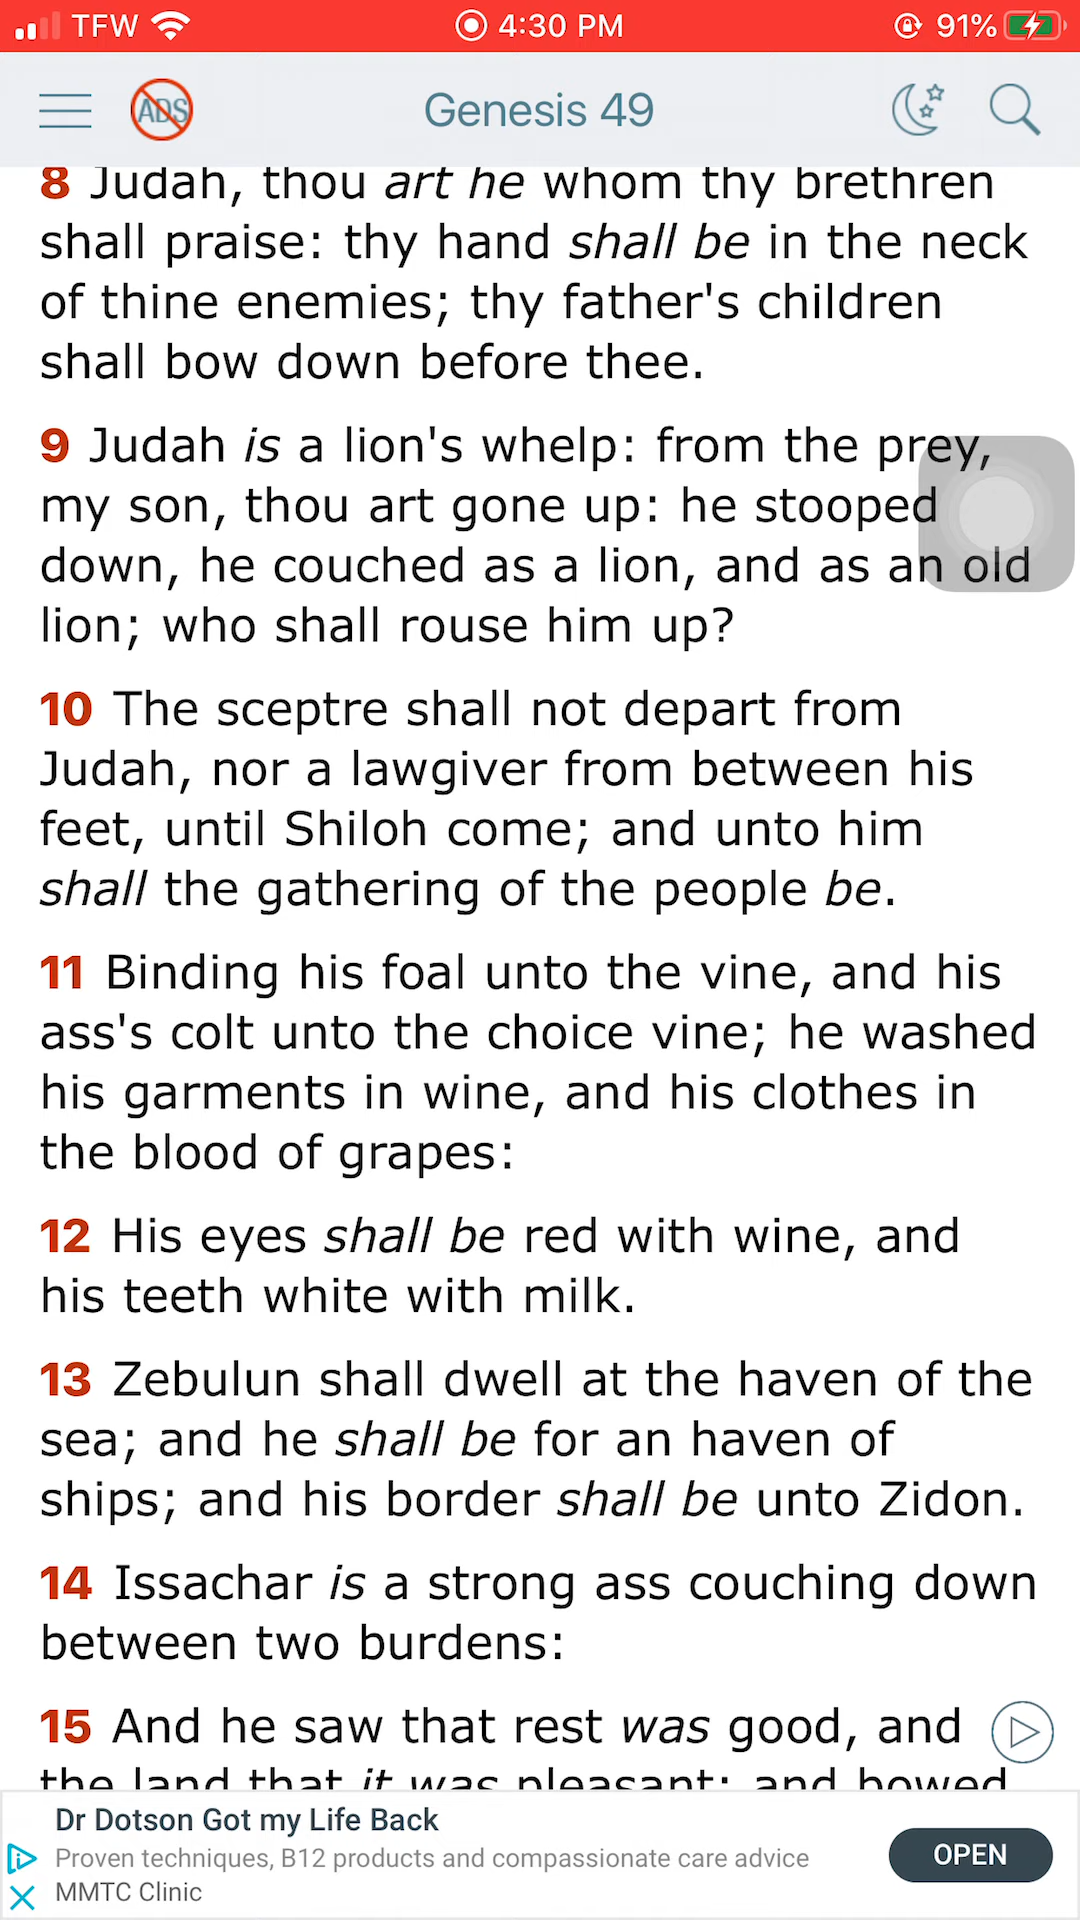 TFW 4:30 PM 91%
ADS Genesis 49
8 Judah, thou art he whom thy brethren
shall praise: thy hand shall be in the neck
of thine enemies; thy father's children
shall bow down before thee.
9 Judah is a lion's whelp: from the prey,
my son, thou art gone up: he stooped
down, he couched as a lion, and as an old
lion; who shall rouse him up?
10 The sceptre shall not depart from
Judah, nor a lawgiver from between his
feet, until Shiloh come; and unto him
shall the gathering of the people be.
11 Binding his foal unto the vine, and his
ass's colt unto the choice vine; he washed
his garments in wine, and his clothes in
the blood of grapes:
12 His eyes shall be red with wine, and
his teeth white with milk.
13 Zebulun shall dwell at the haven of the
sea; and he shall be for an haven of
ships; and his border shall be unto Zidon.
14 Issachar is a strong ass couching down
between two burdens:
15 And he saw that rest was good, and
the land that it was pleasant; and bowed
Dr Dotson Got my Life Back
Proven techniques, B12 products and compassionate care advice
MMTC Clinic
OPEN